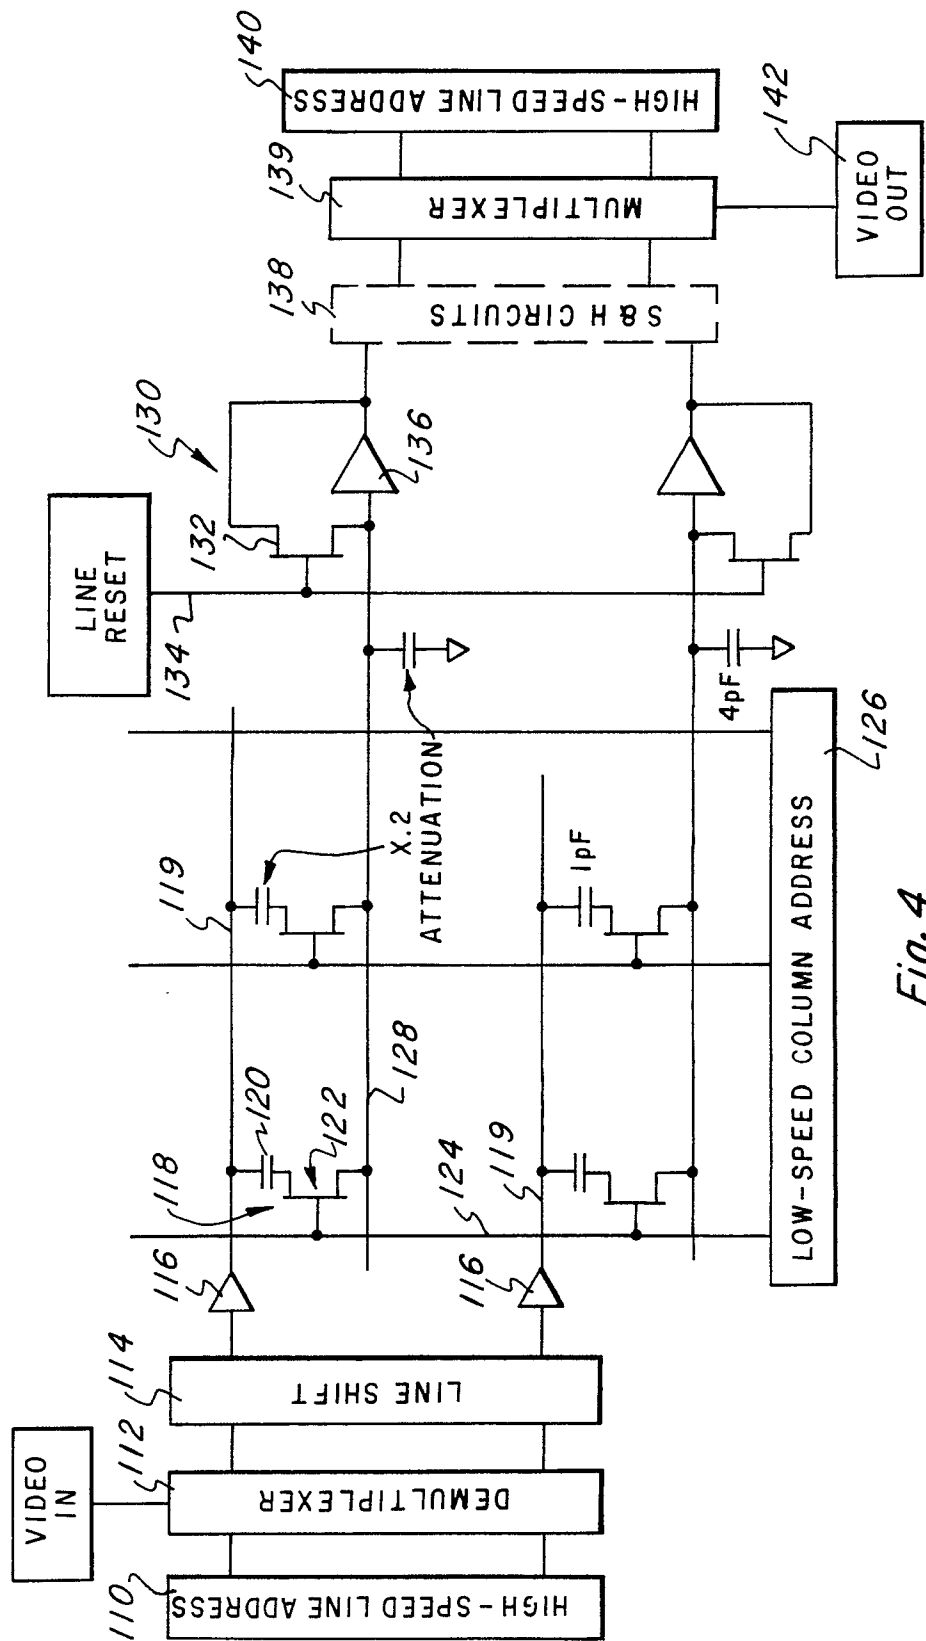 110
HIGH-SPEED LINE ADDRESS
VIDEO
IN
112
DEMULTIPLEXER
114
LINE SHIFT
116
116
118
120
122
124
119
119
128
X.2
ATTENUATION
1pF
4pF
LOW-SPEED COLUMN ADDRESS
126
LINE
RESET
134
132
130
136
138
S&H CIRCUITS
139
MULTIPLEXER
140
HIGH-SPEED LINE ADDRESS
VIDEO
OUT
142
Fig. 4